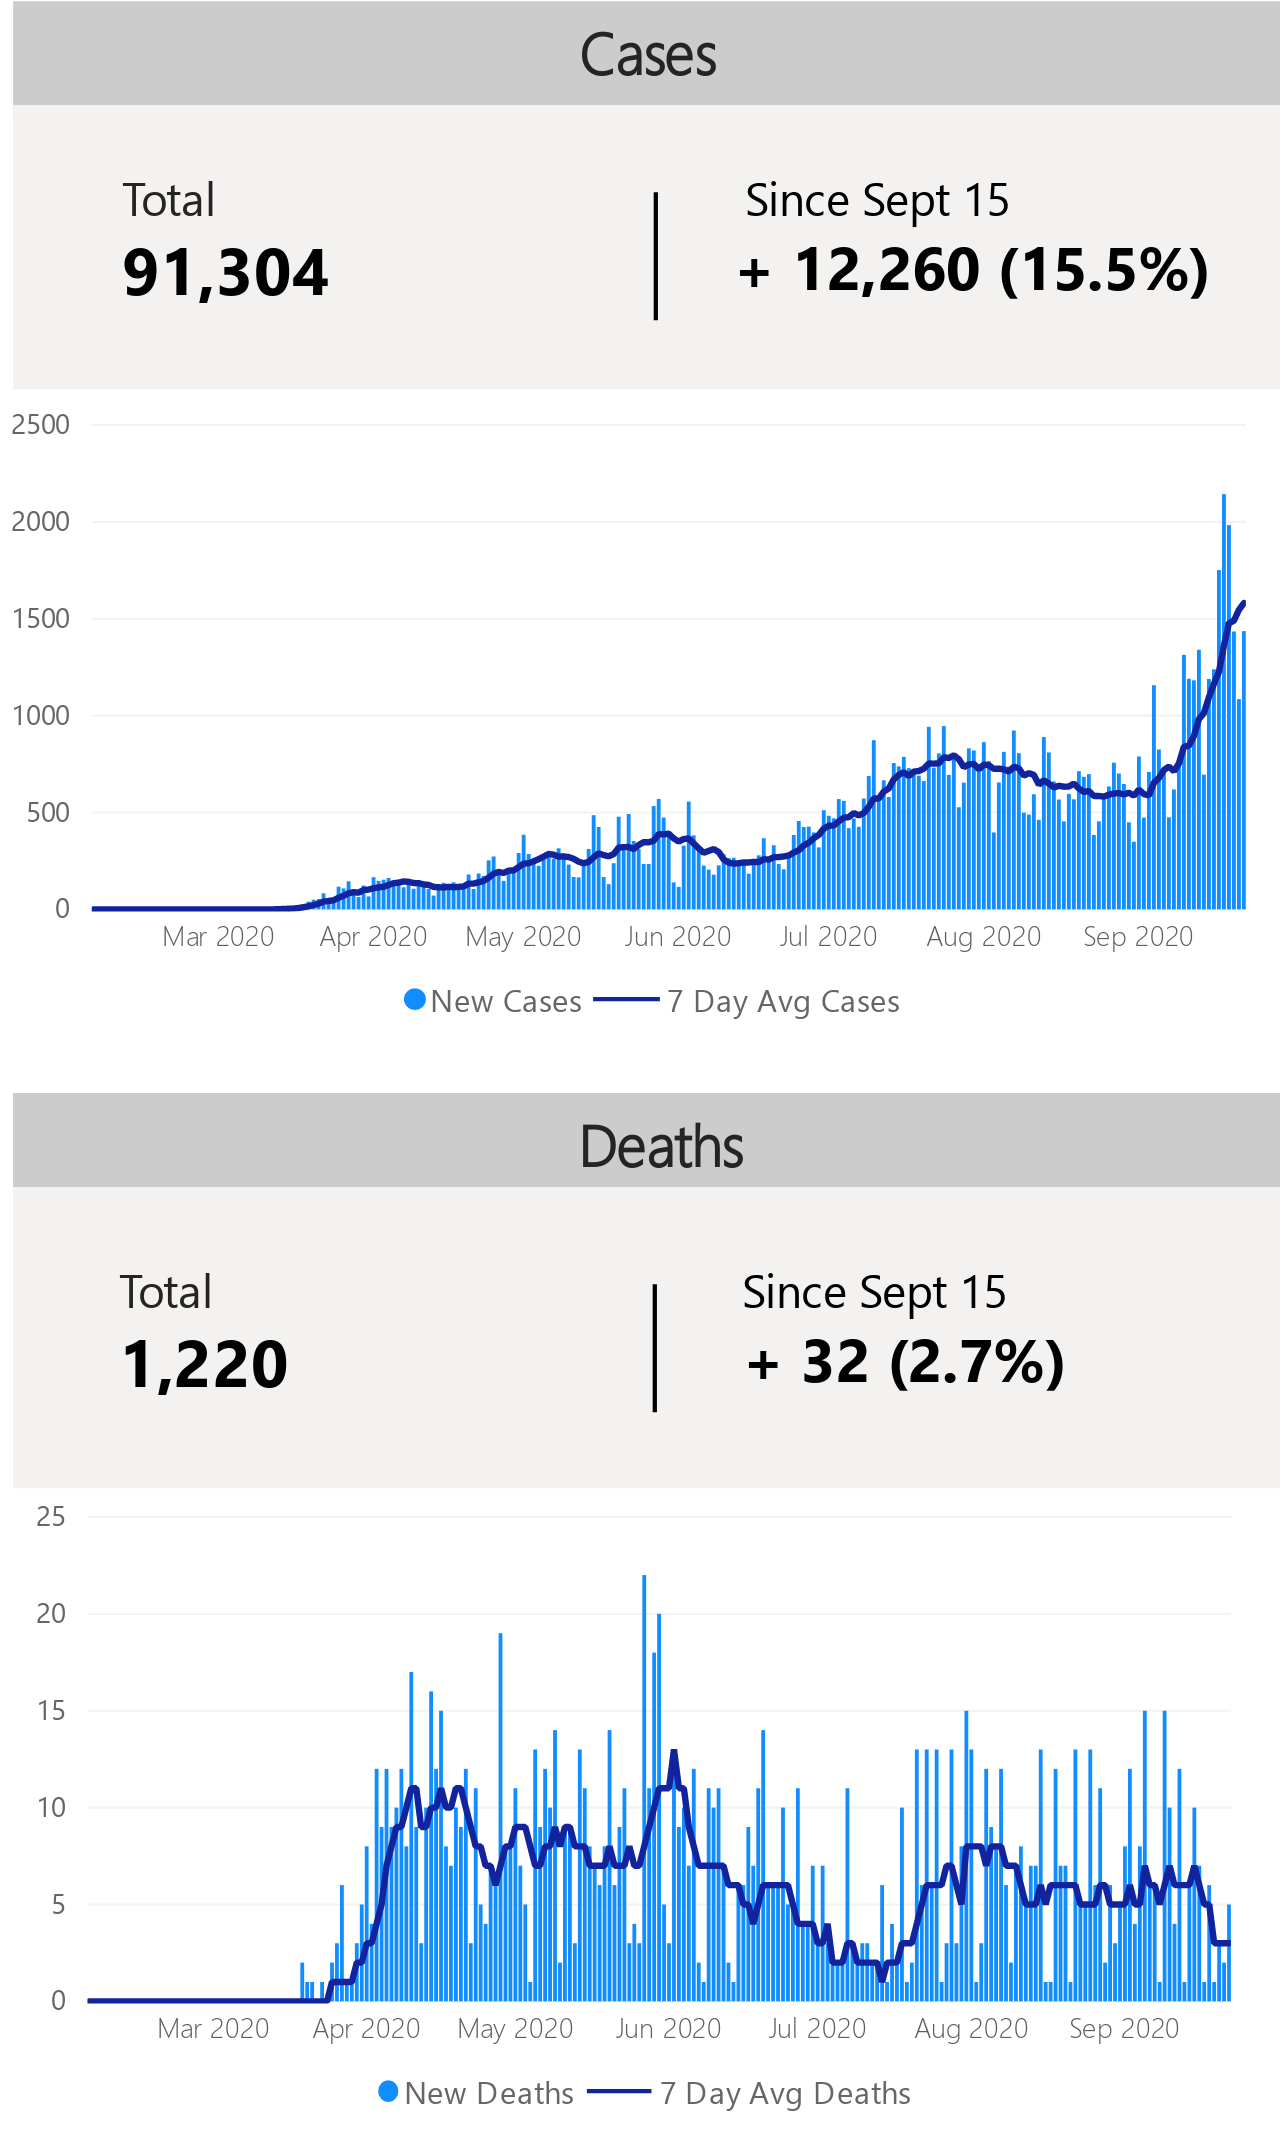 Cases
Total
Since Sept 15
91,304
+ 12,260 (15.5%)
2500
2000
1500
1000
500
0
Mar 2020 Apr 2020 May 2020 Jun 2020 Jul 2020 Aug 2020 Sep 2020
New Cases 7 Day Avg Cases
Deaths
Total
Since Sept 15
1,220
+ 32 (2.7%)
25
20
15
10
5
0
Mar 2020 Apr 2020 May 2020 Jun 2020 Jul 2020 Aug 2020 Sep 2020
New Deaths 7 Day Avg Deaths